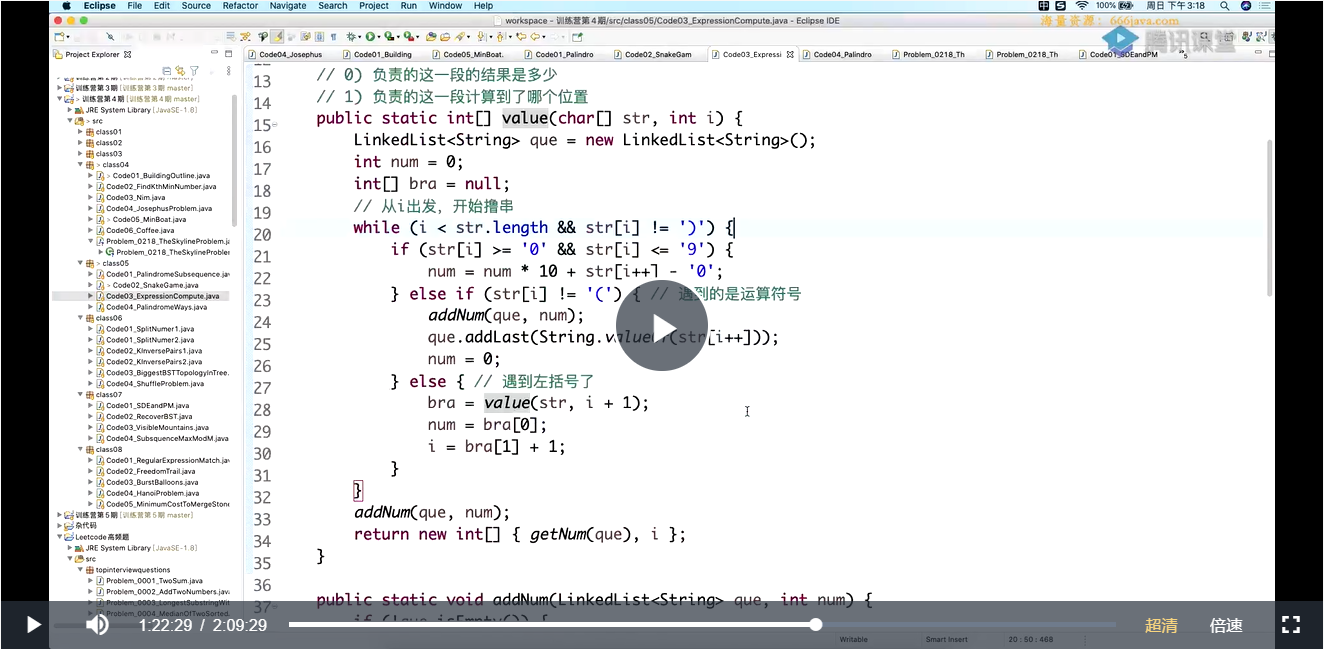 Eclipse File Edit Source Refactor Navigate Search Project Run Window Help
100%
周日下午3:18
workspace - 训练营第4期/src/class05/Code03_ExpressionCompute.java - Eclipse IDE
海量资源：666java.com
腾讯课堂
Project Explorer
Code04_Josephus
Code01_Building
Code05_MinBoat.
Code01_Palindro
Code02_SnakeGam
Code03_Expressi
Code04_Palindro
Problem_0218_Th
Problem_0218_Th
Code01_SDEandPM
训练营第3期 [训练营第3期 master]
> 训练营第4期 [训练营第4期 master]
JRE System Library [JavaSE-1.8]
> src
class01
class02
class03
> class04
> Code01_BuildingOutline.java
Code02_FindKthMinNumber.java
Code03_Nim.java
Code04_JosephusProblem.java
> Code05_MinBoat.java
Code06_Coffee.java
Problem_0218_TheSkylineProblem.ja
Problem_0218_TheSkylineProbler
> class05
Code01_PalindromeSubsequence.jav
> Code02_SnakeGame.java
Code03_ExpressionCompute.java
Code04_PalindromeWays.java
class06
Code01_SplitNumer1.java
Code01_SplitNumer2.java
Code02_KInversePairs1.java
Code02_KInversePairs2.java
Code03_BiggestBSTTopologyInTree.
Code04_ShuffleProblem.java
class07
Code01_SDEandPM.java
Code02_RecoverBST.java
Code03_VisibleMountains.java
Code04_SubsquenceMaxModM.java
class08
Code01_RegularExpressionMatch.jav
Code02_FreedomTrail.java
Code03_BurstBalloons.java
Code04_HanoiProblem.java
Code05_MinimumCostToMergeStone
训练营第5期 [训练营第5期 master]
杂代码
Leetcode高频题
JRE System Library [JavaSE-1.8]
src
topinterviewquestions
Problem_0001_TwoSum.java
Problem_0002_AddTwoNumbers.java
Problem_0003_LongestSubstringWit
Problem_0004_MedianOfTwoSorted.
13 // 0) 负责的这一段的结果是多少
14 // 1) 负责的这一段计算到了哪个位置
15 public static int[] value(char[] str, int i) {
16 LinkedList<String> que = new LinkedList<String>();
17 int num = 0;
18 int[] bra = null;
19 // 从i出发，开始撸串
20 while (i < str.length && str[i] != ')') {
21 if (str[i] >= '0' && str[i] <= '9') {
22 num = num * 10 + str[i++] - '0';
23 } else if (str[i] != '(') { // 遇到的是运算符号
24 addNum(que, num);
25 que.addLast(String.valueOf(str[i++]));
26 num = 0;
27 } else { // 遇到左括号了
28 bra = value(str, i + 1);
29 num = bra[0];
30 i = bra[1] + 1;
31 }
32 }
33 addNum(que, num);
34 return new int[] { getNum(que), i };
35 }
36
37 public static void addNum(LinkedList<String> que, int num) {
if (!que.isEmpty()) {
Writable Smart Insert 20 : 50 : 468
1:22:29 / 2:09:29
超清 倍速